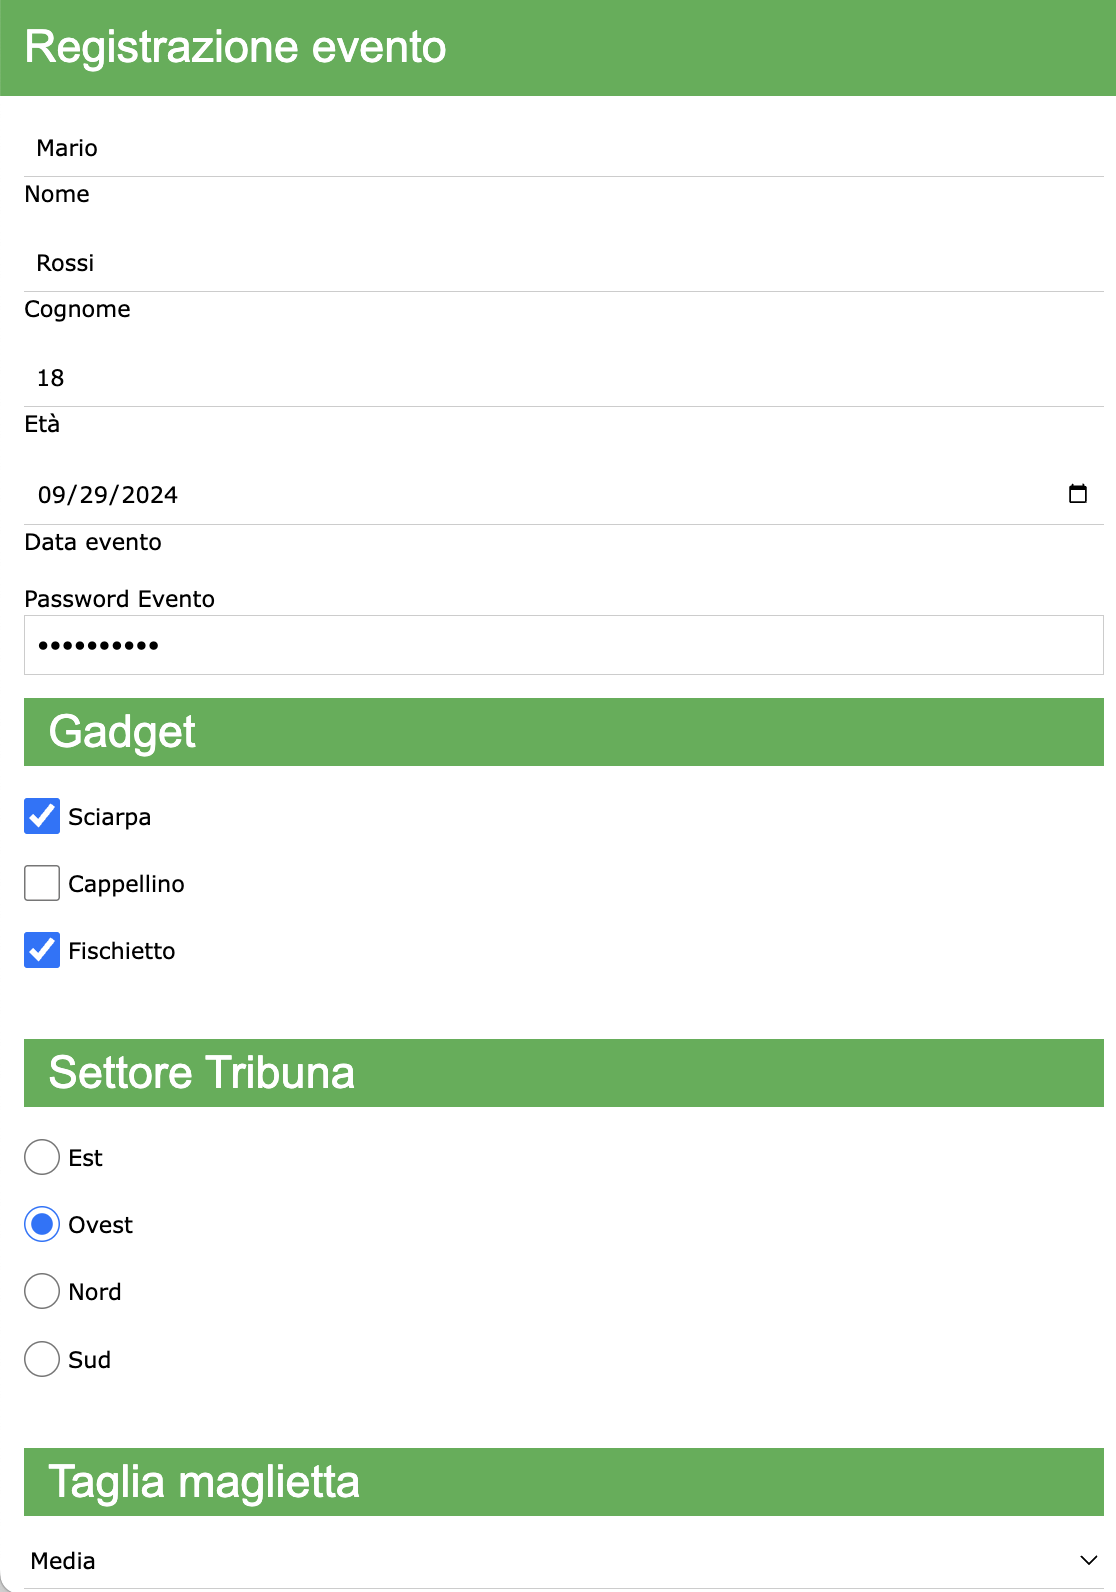 Registrazione evento
Mario
Nome
Rossi
Cognome
18
Età
09/29/2024
Data evento
Password Evento
••••••••••
Gadget
Sciarpa
Cappellino
Fischietto
Settore Tribuna
Est
Ovest
Nord
Sud
Taglia maglietta
Media